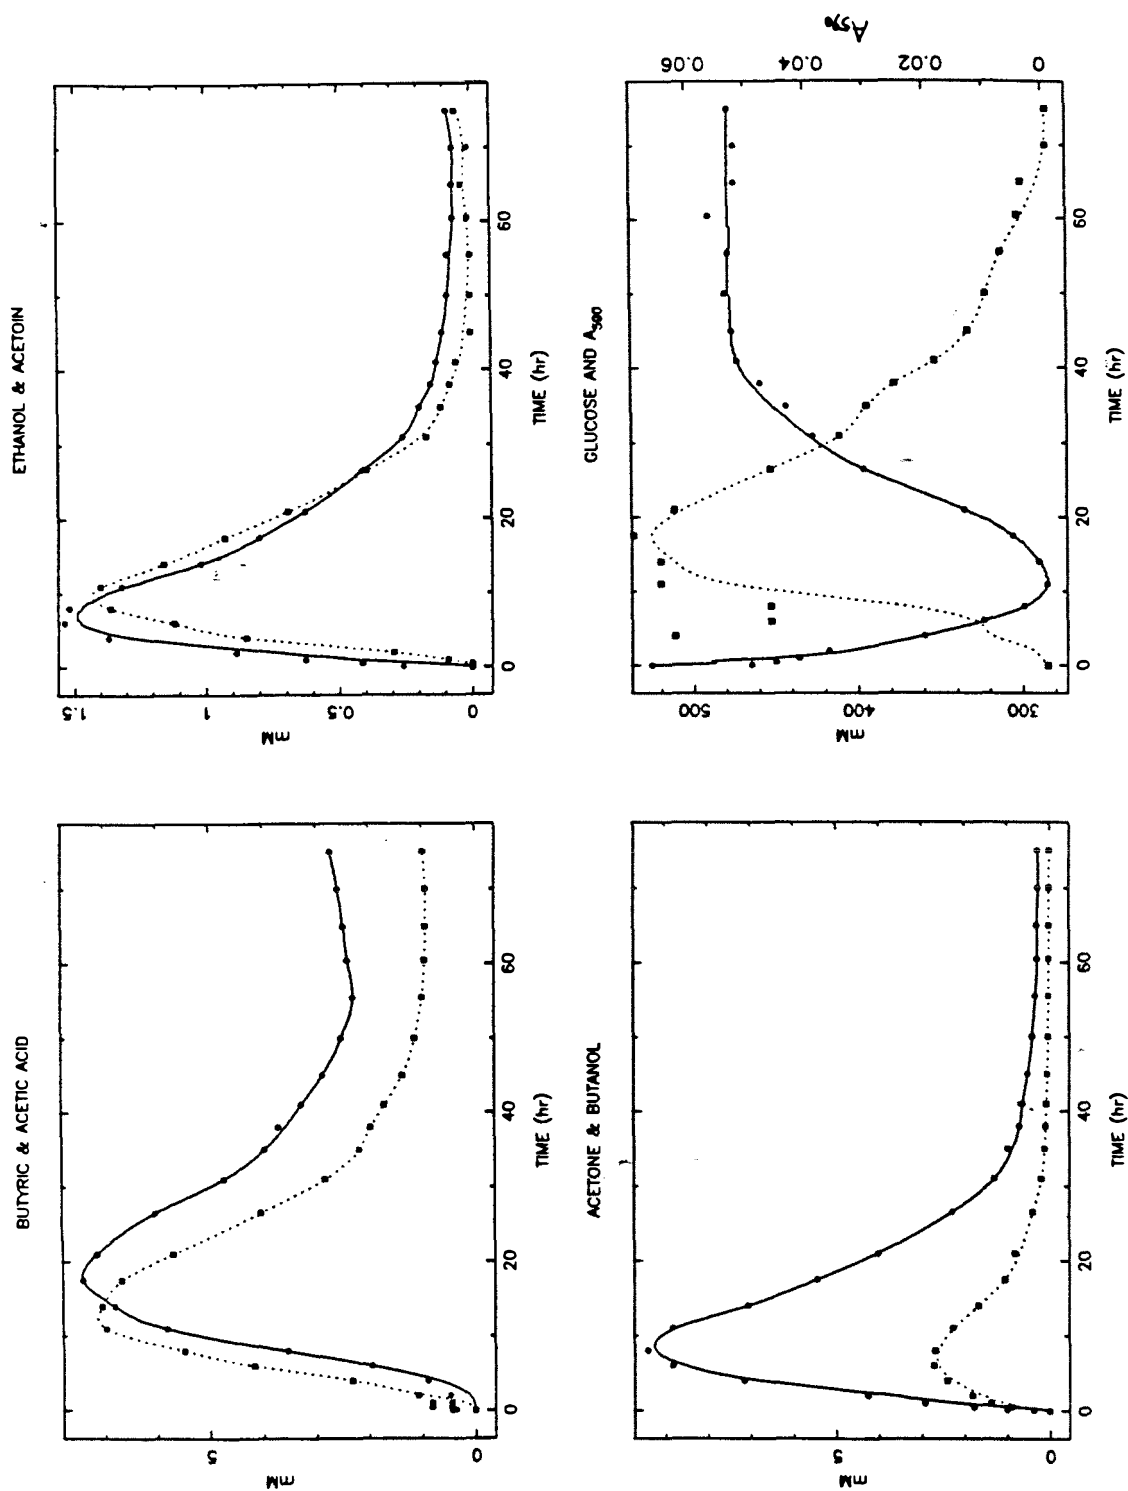 BUTYRIC & ACETIC ACID
mM
5
0
0 20 40 60
TIME (hr)
ETHANOL & ACETOIN
mM
1.5
1
0.5
0
0 20 40 60
TIME (hr)
ACETONE & BUTANOL
mM
5
0
0 20 40 60
TIME (hr)
GLUCOSE AND A590
mM
500
400
300
0 20 40 60
TIME (hr)
0.06
0.04
0.02
0
A590